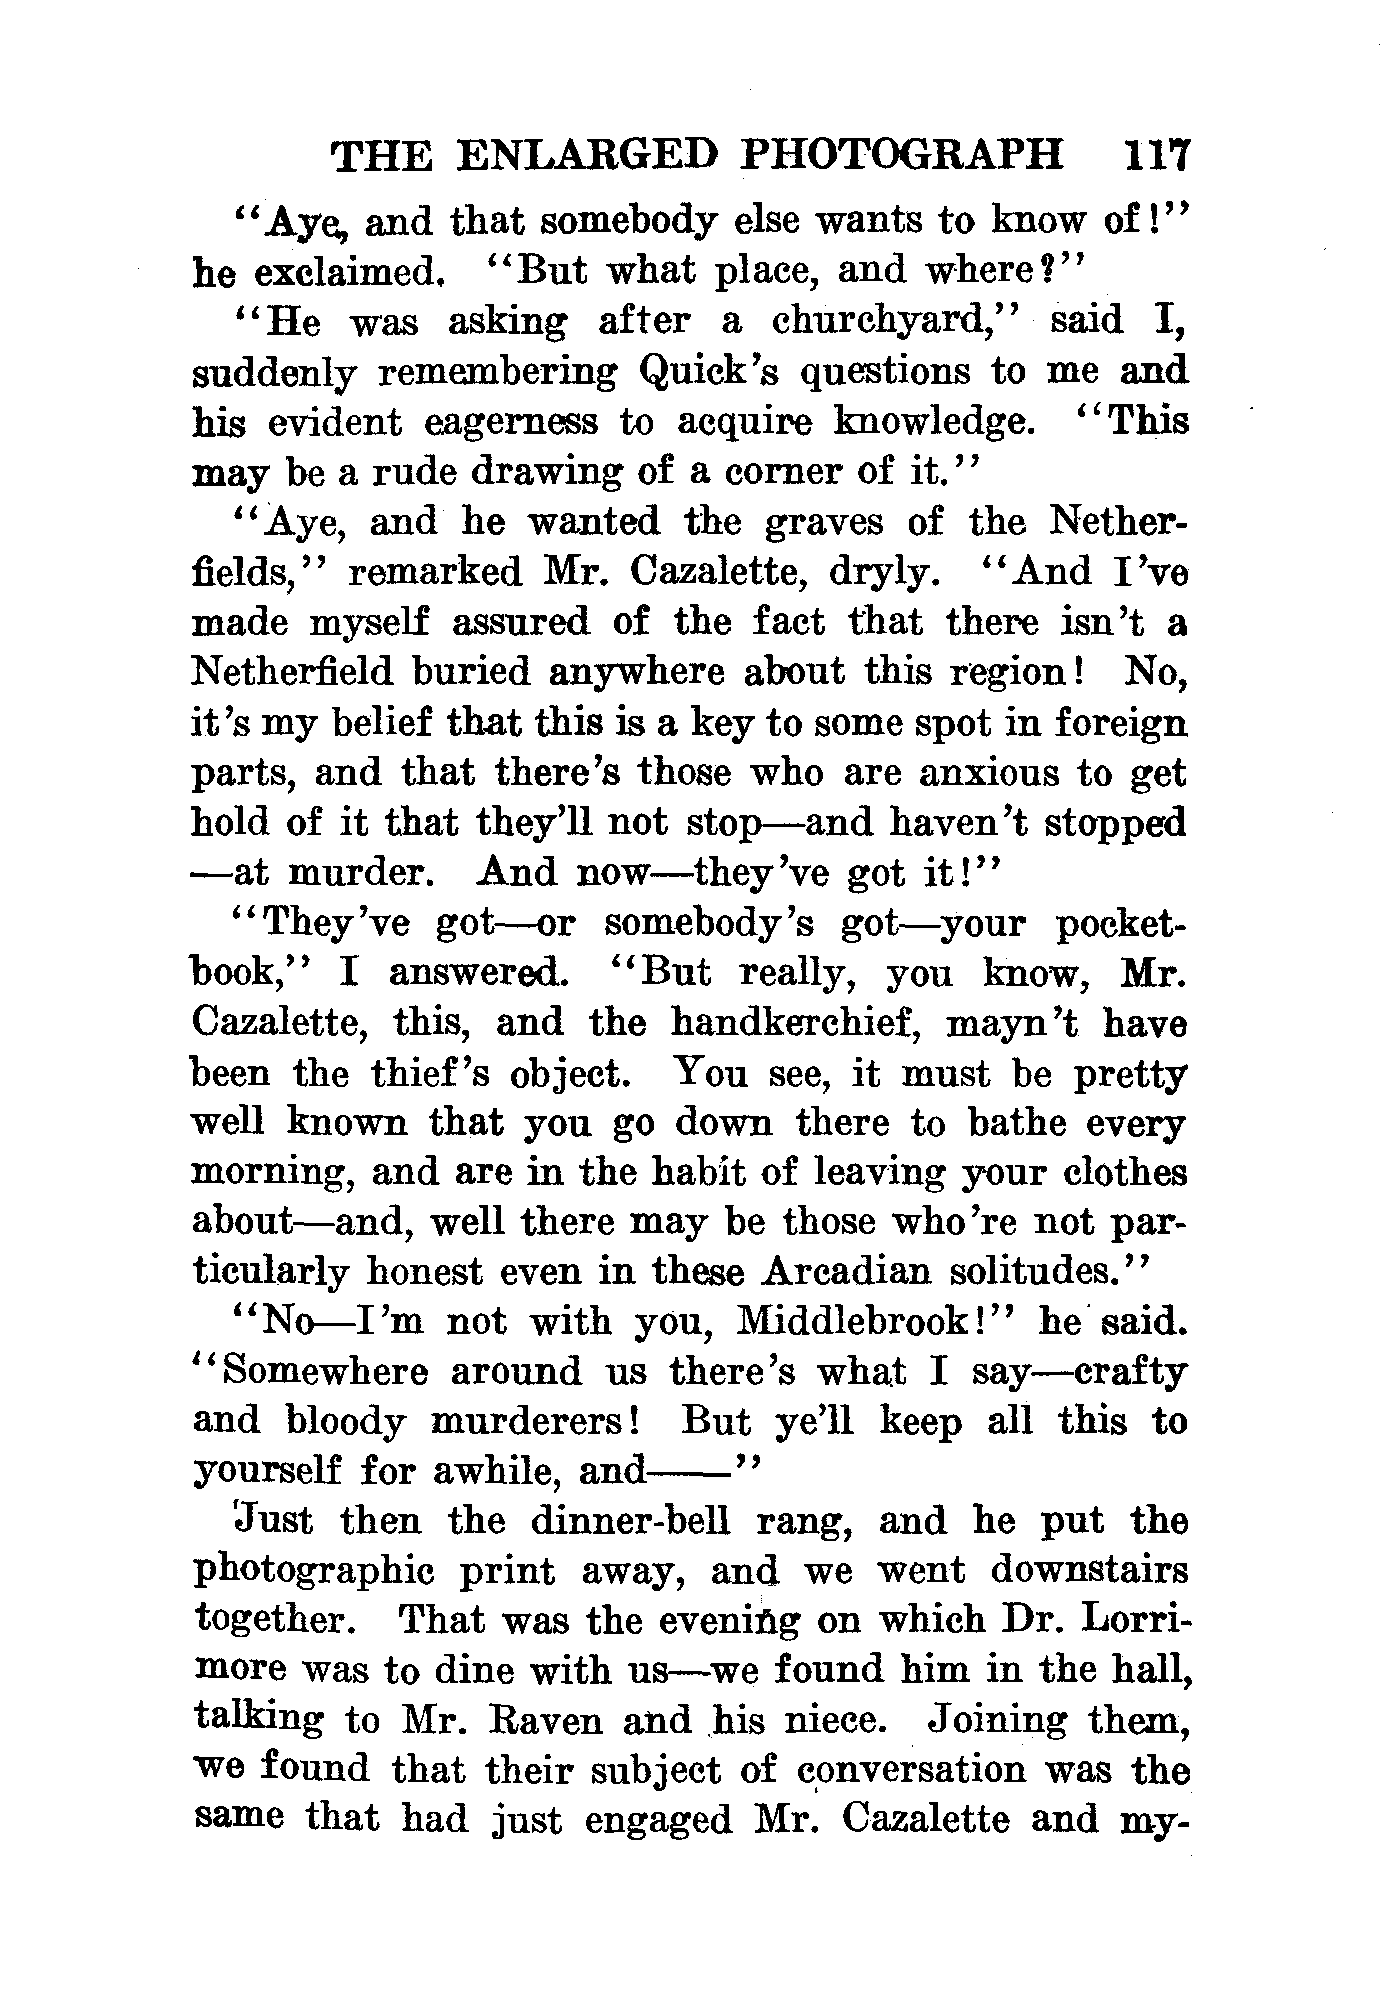 THE ENLARGED PHOTOGRAPH 117
"Aye, and that somebody else wants to know of!"
he exclaimed. "But what place, and where?"
"He was asking after a churchyard," said I,
suddenly remembering Quick's questions to me and
his evident eagerness to acquire knowledge. "This
may be a rude drawing of a corner of it."
"Aye, and he wanted the graves of the Nether-
fields," remarked Mr. Cazalette, dryly. "And I've
made myself assured of the fact that there isn't a
Netherfield buried anywhere about this region! No,
it's my belief that this is a key to some spot in foreign
parts, and that there's those who are anxious to get
hold of it that they'll not stop—and haven't stopped
—at murder. And now—they've got it!"
"They've got—or somebody's got—your pocket-
book," I answered. "But really, you know, Mr.
Cazalette, this, and the handkerchief, mayn't have
been the thief's object. You see, it must be pretty
well known that you go down there to bathe every
morning, and are in the habit of leaving your clothes
about—and, well there may be those who're not par-
ticularly honest even in these Arcadian solitudes."
"No—I'm not with you, Middlebrook!" he said.
"Somewhere around us there's what I say—crafty
and bloody murderers! But ye'll keep all this to
yourself for awhile, and——"
Just then the dinner-bell rang, and he put the
photographic print away, and we went downstairs
together. That was the evening on which Dr. Lorri-
more was to dine with us—we found him in the hall,
talking to Mr. Raven and his niece. Joining them,
we found that their subject of conversation was the
same that had just engaged Mr. Cazalette and my-